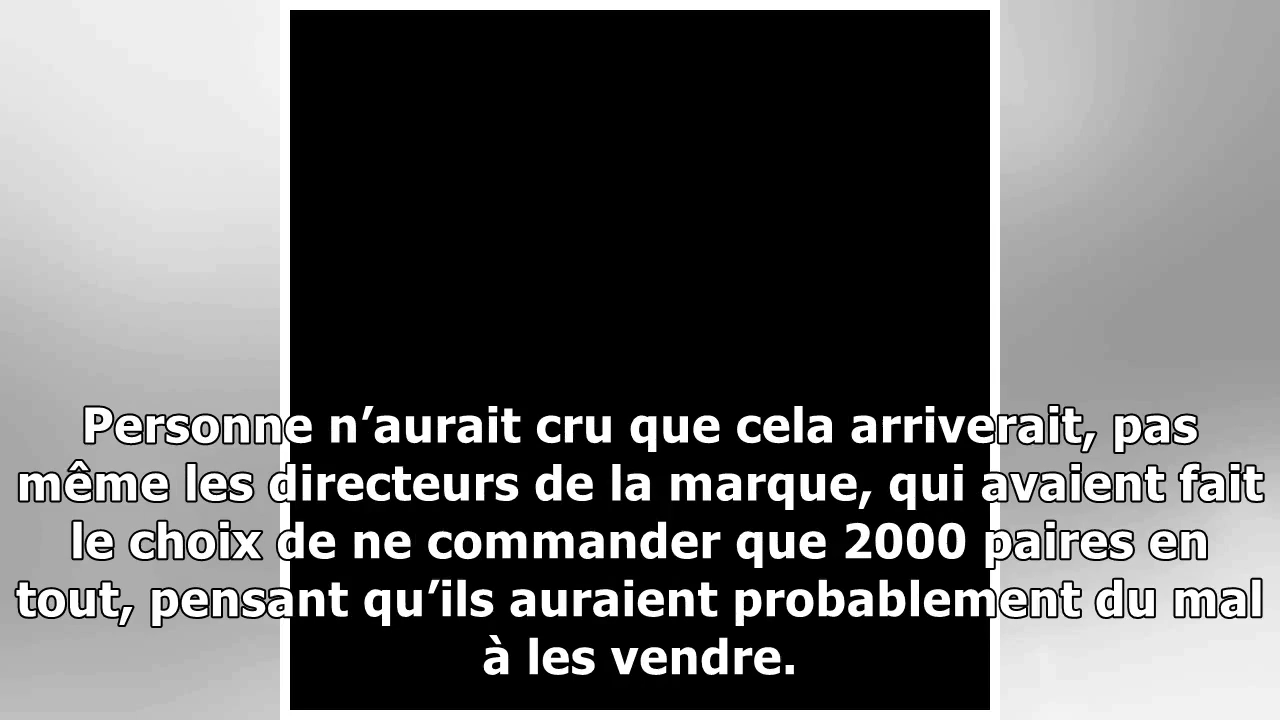 Personne n’aurait cru que cela arriverait, pas
même les directeurs de la marque, qui avaient fait
le choix de ne commander que 2000 paires en
tout, pensant qu’ils auraient probablement du mal
à les vendre.